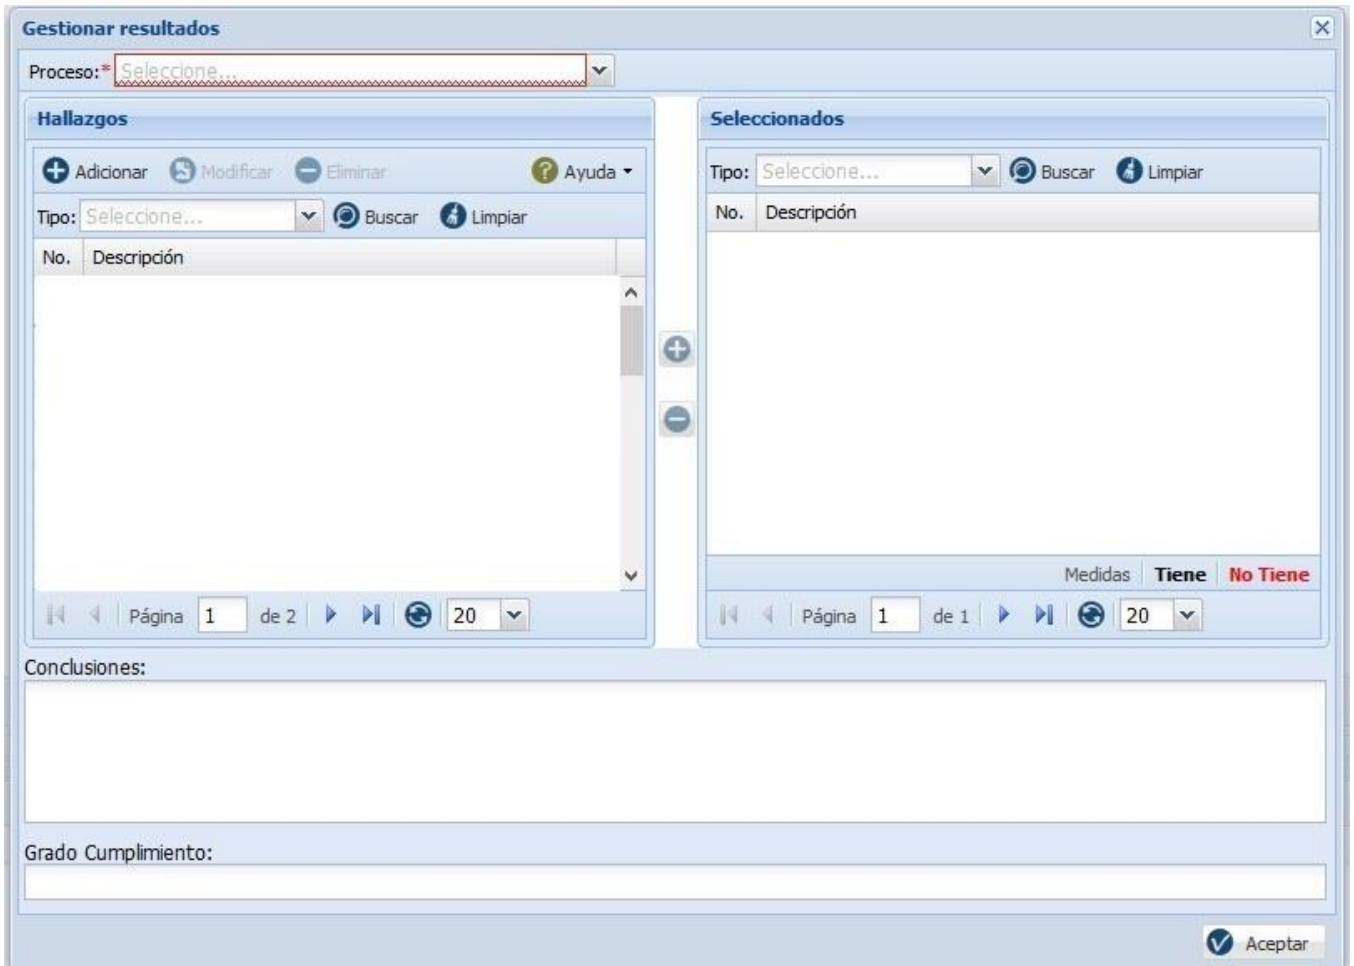 Gestionar resultados
Proceso:* Seleccione...
Hallazgos
Adicionar Modificar Eliminar Ayuda
Tipo: Seleccione... Buscar Limpiar
No. Descripción
Página 1 de 2 20
Seleccionados
Tipo: Seleccione... Buscar Limpiar
No. Descripción
Medidas Tiene No Tiene
Página 1 de 1 20
Conclusiones:
Grado Cumplimiento:
Aceptar